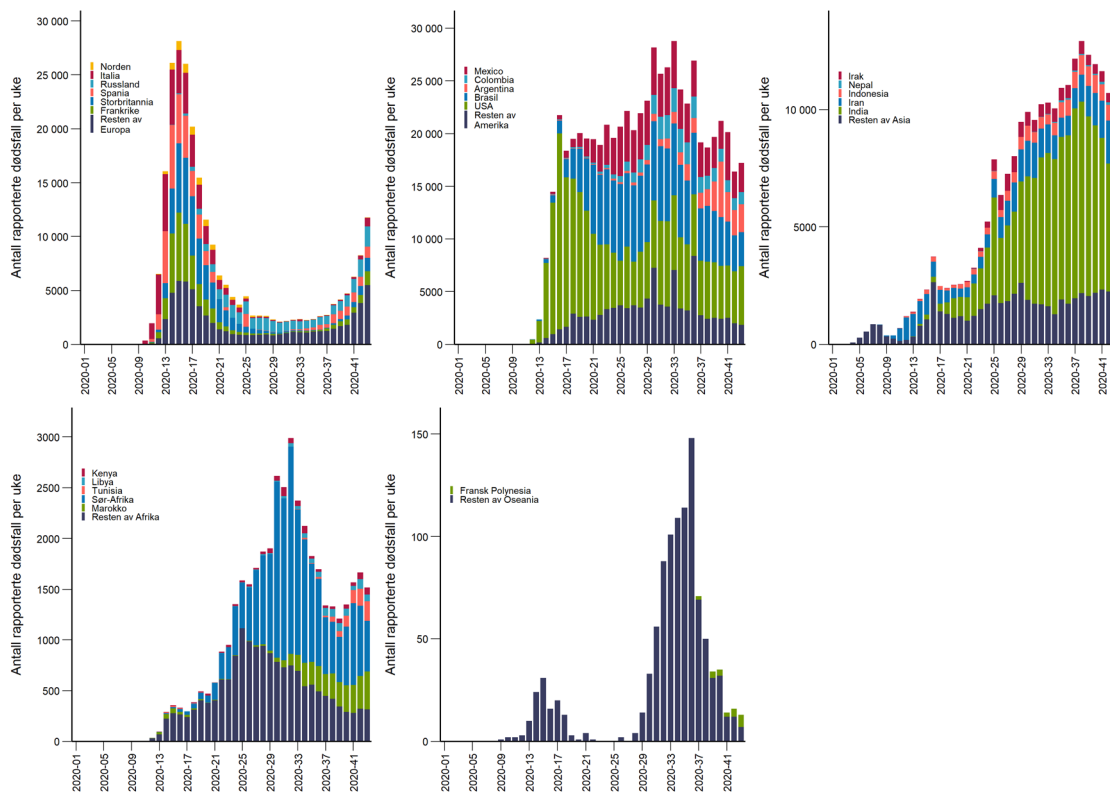 Antall rapporterte dødsfall per uke
30 000
25 000
20 000
15 000
10 000
5000
0
Norden
Italia
Russland
Spania
Storbritannia
Frankrike
Resten av
Europa
2020-01
2020-05
2020-09
2020-13
2020-17
2020-21
2020-25
2020-29
2020-33
2020-37
2020-41
Antall rapporterte dødsfall per uke
30 000
25 000
20 000
15 000
10 000
5000
0
Mexico
Colombia
Argentina
Brasil
USA
Resten av
Amerika
2020-01
2020-05
2020-09
2020-13
2020-17
2020-21
2020-25
2020-29
2020-33
2020-37
2020-41
Antall rapporterte dødsfall per uke
10 000
5000
0
Irak
Nepal
Indonesia
Iran
India
Resten av Asia
2020-01
2020-05
2020-09
2020-13
2020-17
2020-21
2020-25
2020-29
2020-33
2020-37
2020-41
Antall rapporterte dødsfall per uke
3000
2500
2000
1500
1000
500
0
Kenya
Libya
Tunisia
Sør-Afrika
Marokko
Resten av Afrika
2020-01
2020-05
2020-09
2020-13
2020-17
2020-21
2020-25
2020-29
2020-33
2020-37
2020-41
Antall rapporterte dødsfall per uke
150
100
50
0
Fransk Polynesia
Resten av Oseania
2020-01
2020-05
2020-09
2020-13
2020-17
2020-21
2020-25
2020-29
2020-33
2020-37
2020-41